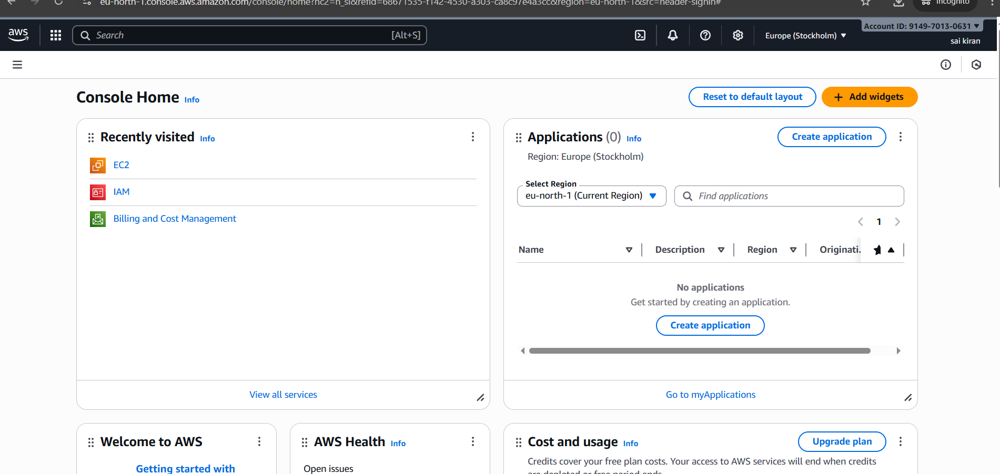 eu-north-1.console.aws.amazon.com/console/home?nc2=h_si&refid=68671535-f142-4530-a303-ca8c97e4a3cc&region=eu-north-1&src=header-signin#
Incognito
aws
Search
[Alt+S]
Europe (Stockholm)
Account ID: 9149-7013-0631
sai kiran
Console Home Info
Reset to default layout
Add widgets
Recently visited Info
EC2
IAM
Billing and Cost Management
View all services
Applications (0) Info
Create application
Region: Europe (Stockholm)
Select Region
eu-north-1 (Current Region)
Find applications
1
Name
Description
Region
Originati.
No applications
Get started by creating an application.
Create application
Go to myApplications
Welcome to AWS
Getting started with
AWS Health Info
Open issues
Cost and usage Info
Upgrade plan
Credits cover your free plan costs. Your access to AWS services will end when credits
are depleted or free period ends.